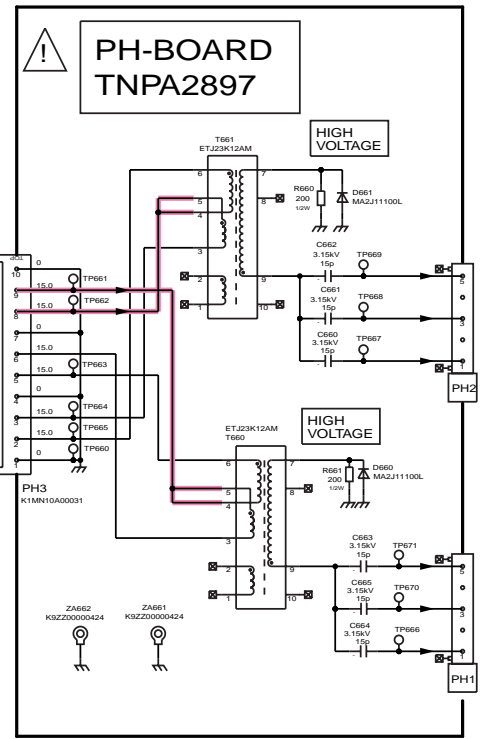 !
PH-BOARD
TNPA2897
T661
ETJ23K12AM
HIGH
VOLTAGE
6
7
5
8
4
3
9
2
1
10
R660
200
1/2W
D661
MA2J11100L
C662
3.15kV
15p
TP669
C661
3.15kV
15p
TP668
C660
3.15kV
15p
TP667
5
3
1
PH2
10
0
9
15.0
TP661
8
15.0
TP662
7
0
6
15.0
5
15.0
TP663
4
0
3
15.0
TP664
2
15.0
TP665
1
0
TP660
PH3
K1MN10A00031
ETJ23K12AM
T660
HIGH
VOLTAGE
6
7
5
8
4
3
9
2
1
10
R661
200
1/2W
D660
MA2J11100L
C663
3.15kV
15p
TP671
C665
3.15kV
15p
TP670
C664
3.15kV
15p
TP666
5
3
1
PH1
ZA662
K9ZZ00000424
ZA661
K9ZZ00000424